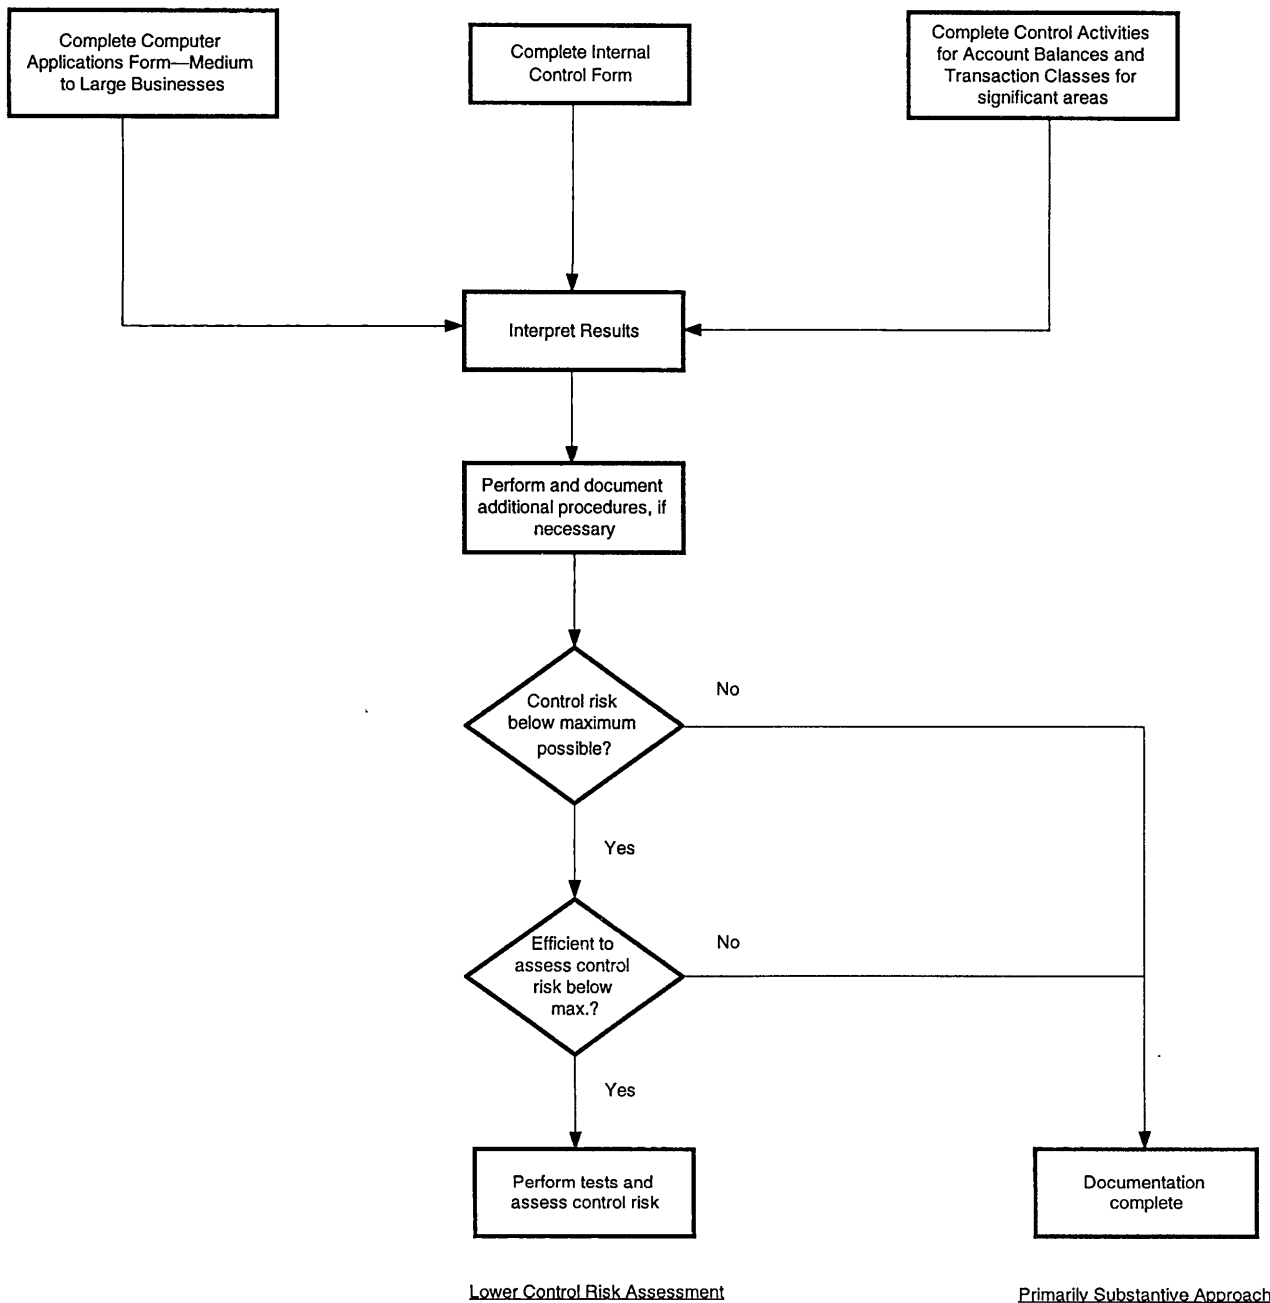 Complete Computer
Applications Form—Medium
to Large Businesses
Complete Internal
Control Form
Complete Control Activities
for Account Balances and
Transaction Classes for
significant areas
Interpret Results
Perform and document
additional procedures, if
necessary
Control risk
below maximum
possible?
No
Yes
Efficient to
assess control
risk below
max.?
No
Yes
Perform tests and
assess control risk
Documentation
complete
Lower Control Risk Assessment
Primarily Substantive Approach